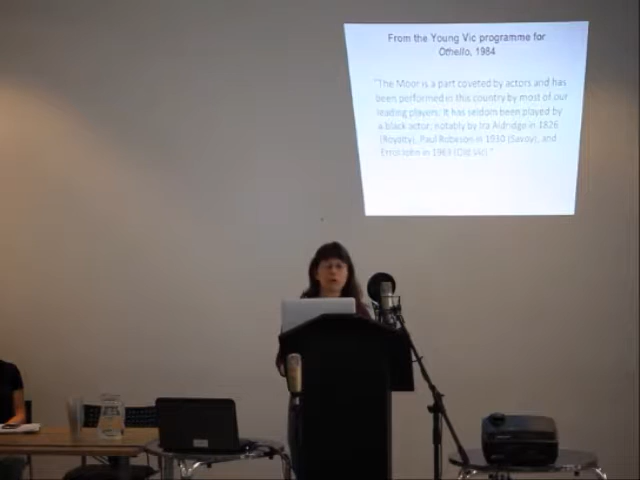 From the Young Vic programme for
Othello, 1984
"The Moor is a part coveted by actors and has
been performed in this country by most of our
leading players. It has seldom been played by
a black actor; notably by Ira Aldridge in 1826
(Royalty), Paul Robeson in 1930 (Savoy), and
Errol John in 1963 (Old Vic)."